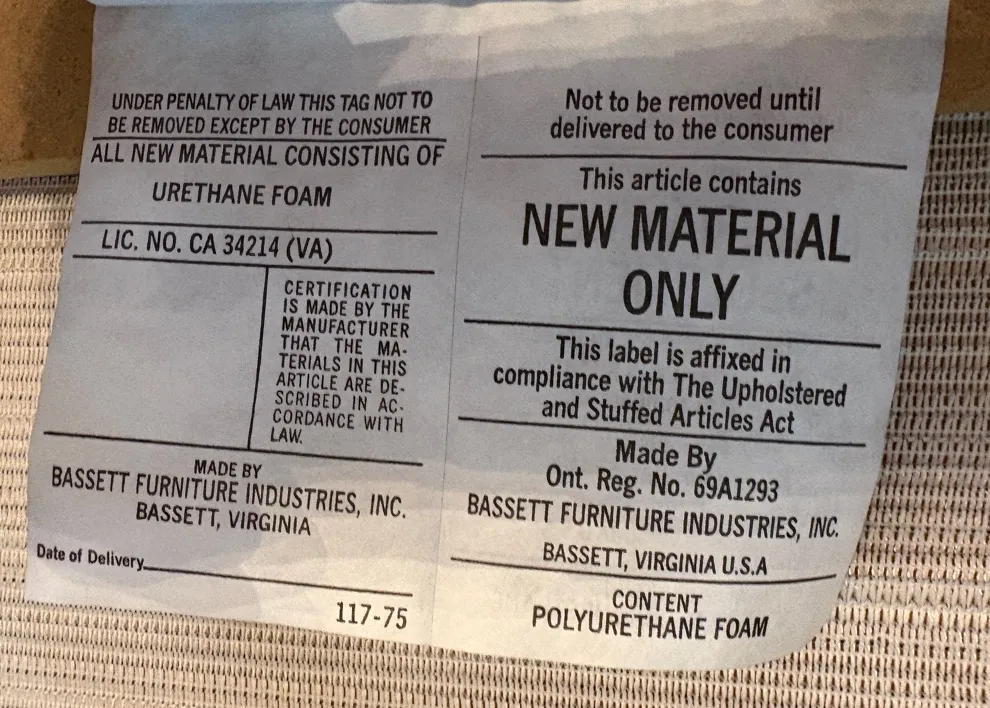 UNDER PENALTY OF LAW THIS TAG NOT TO
BE REMOVED EXCEPT BY THE CONSUMER
ALL NEW MATERIAL CONSISTING OF
URETHANE FOAM
LIC. NO. CA 34214 (VA)
CERTIFICATION
IS MADE BY THE
MANUFACTURER
THAT THE MA-
TERIALS IN THIS
ARTICLE ARE DE-
SCRIBED IN AC-
CORDANCE WITH
LAW.
MADE BY
BASSETT FURNITURE INDUSTRIES, INC.
BASSETT, VIRGINIA
Date of Delivery
117-75
Not to be removed until
delivered to the consumer
This article contains
NEW MATERIAL
ONLY
This label is affixed in
compliance with The Upholstered
and Stuffed Articles Act
Made By
Ont. Reg. No. 69A1293
BASSETT FURNITURE INDUSTRIES, INC.
BASSETT, VIRGINIA U.S.A
CONTENT
POLYURETHANE FOAM